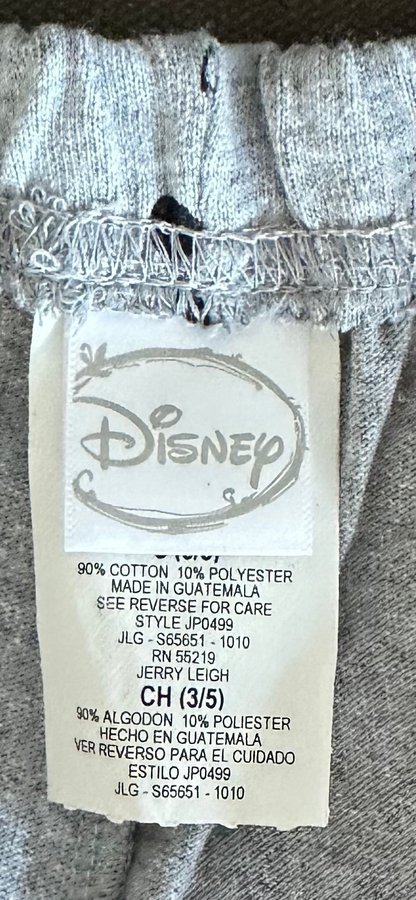 DISNEY
90% COTTON 10% POLYESTER
MADE IN GUATEMALA
SEE REVERSE FOR CARE
STYLE JP0499
JLG - S65651 - 1010
RN 55219
JERRY LEIGH
CH (3/5)
90% ALGODON 10% POLIESTER
HECHO EN GUATEMALA
VER REVERSO PARA EL CUIDADO
ESTILO JP0499
JLG - S65651 - 1010